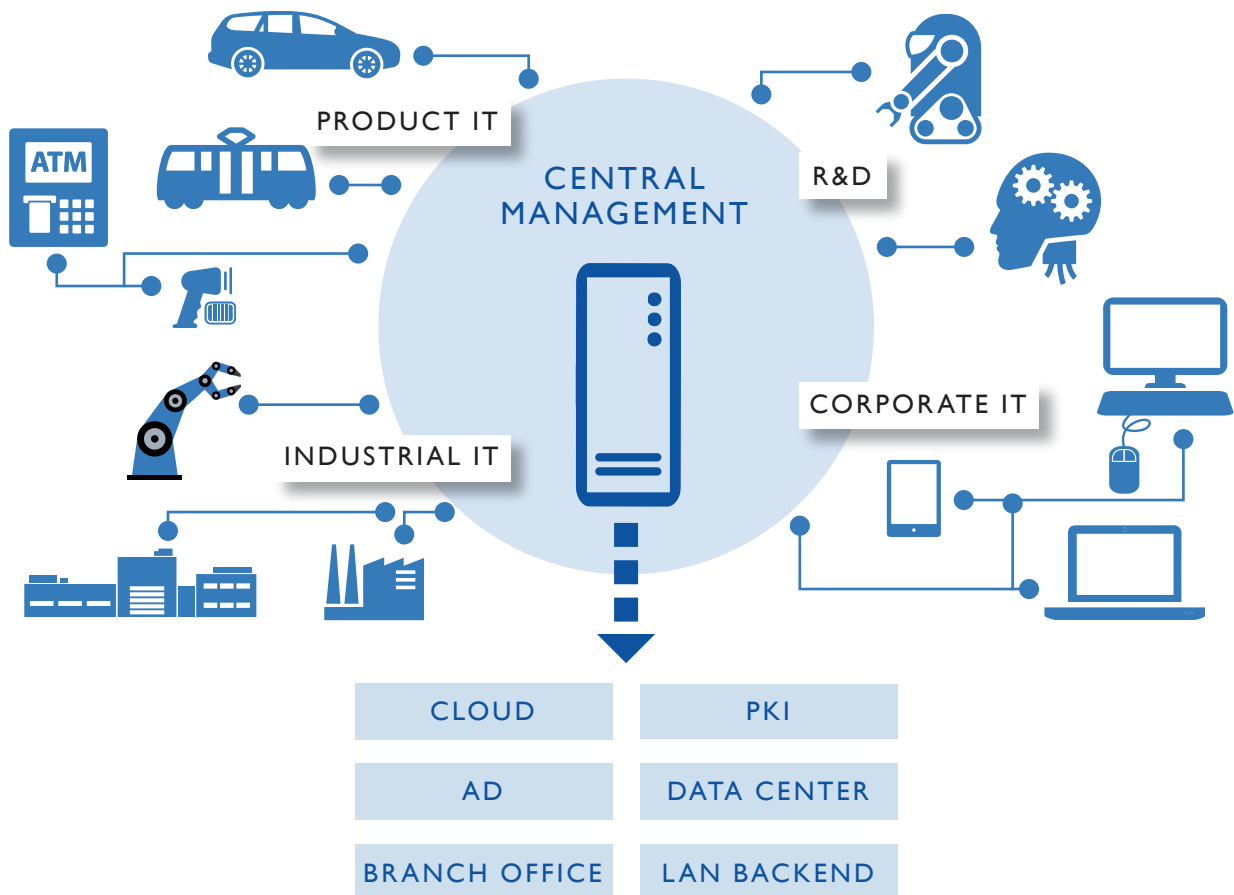 PRODUCT IT
ATM
CENTRAL
MANAGEMENT
R&D
CORPORATE IT
INDUSTRIAL IT
CLOUD
PKI
AD
DATA CENTER
BRANCH OFFICE
LAN BACKEND